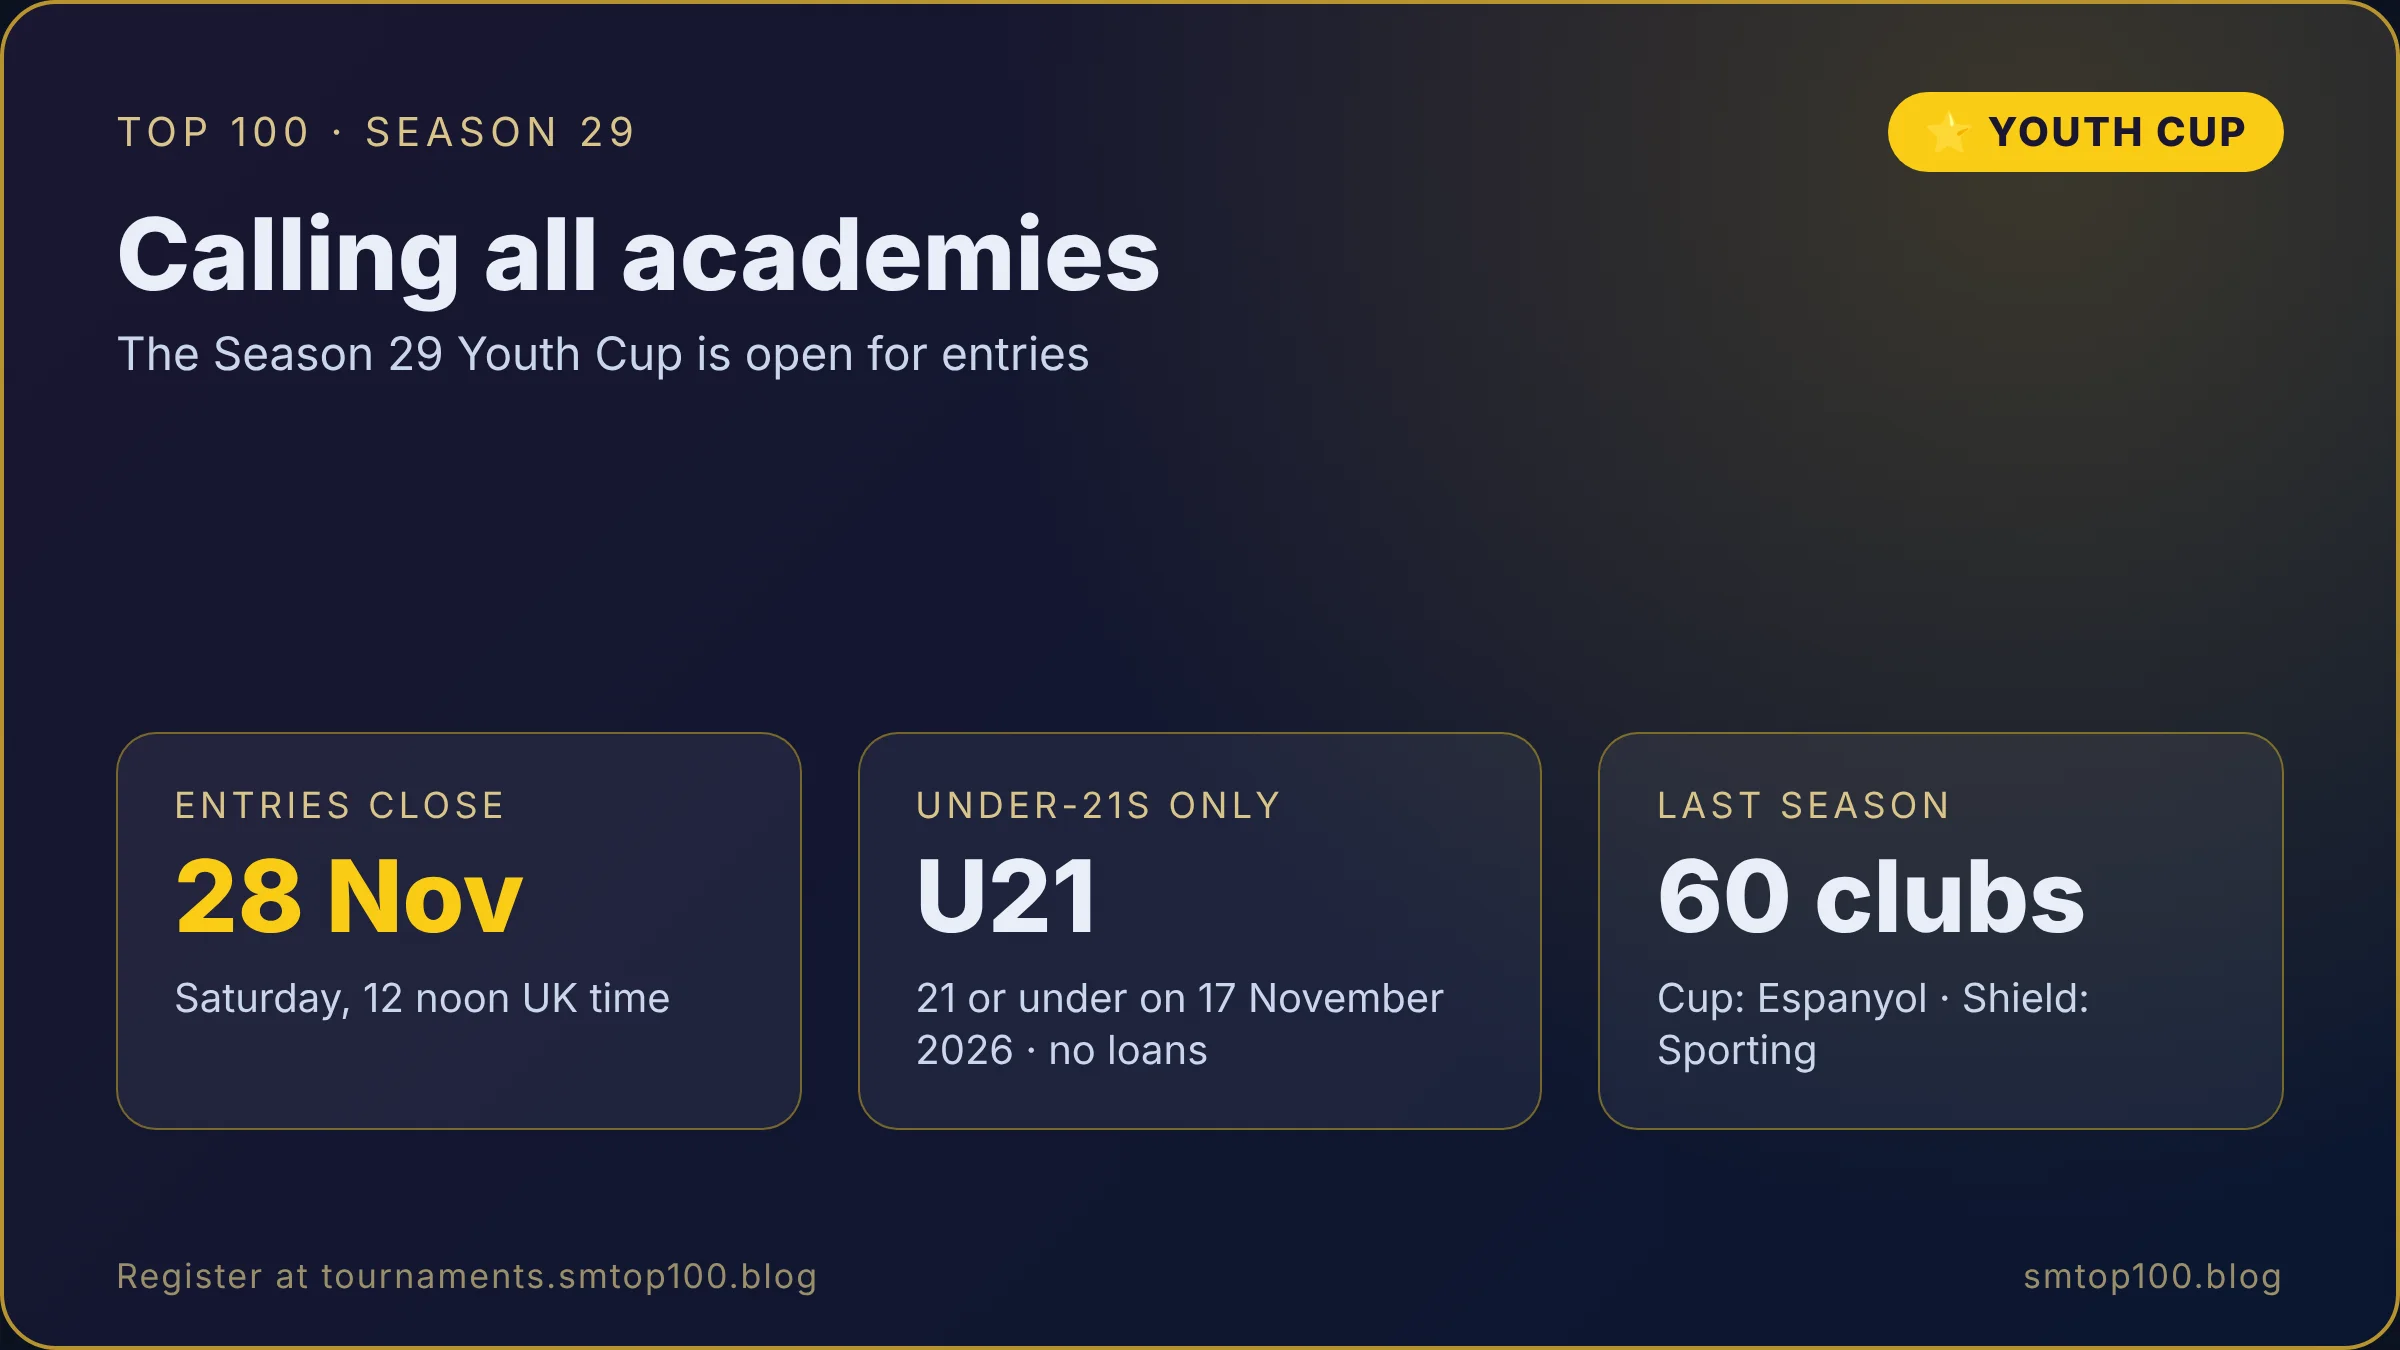 TOP 100 · SEASON 29
⭐ YOUTH CUP
Calling all academies
The Season 29 Youth Cup is open for entries
ENTRIES CLOSE
28 Nov
Saturday, 12 noon UK time
UNDER-21S ONLY
U21
21 or under on 17 November
2026 · no loans
LAST SEASON
60 clubs
Cup: Espanyol · Shield:
Sporting
Register at tournaments.smtop100.blog
smtop100.blog